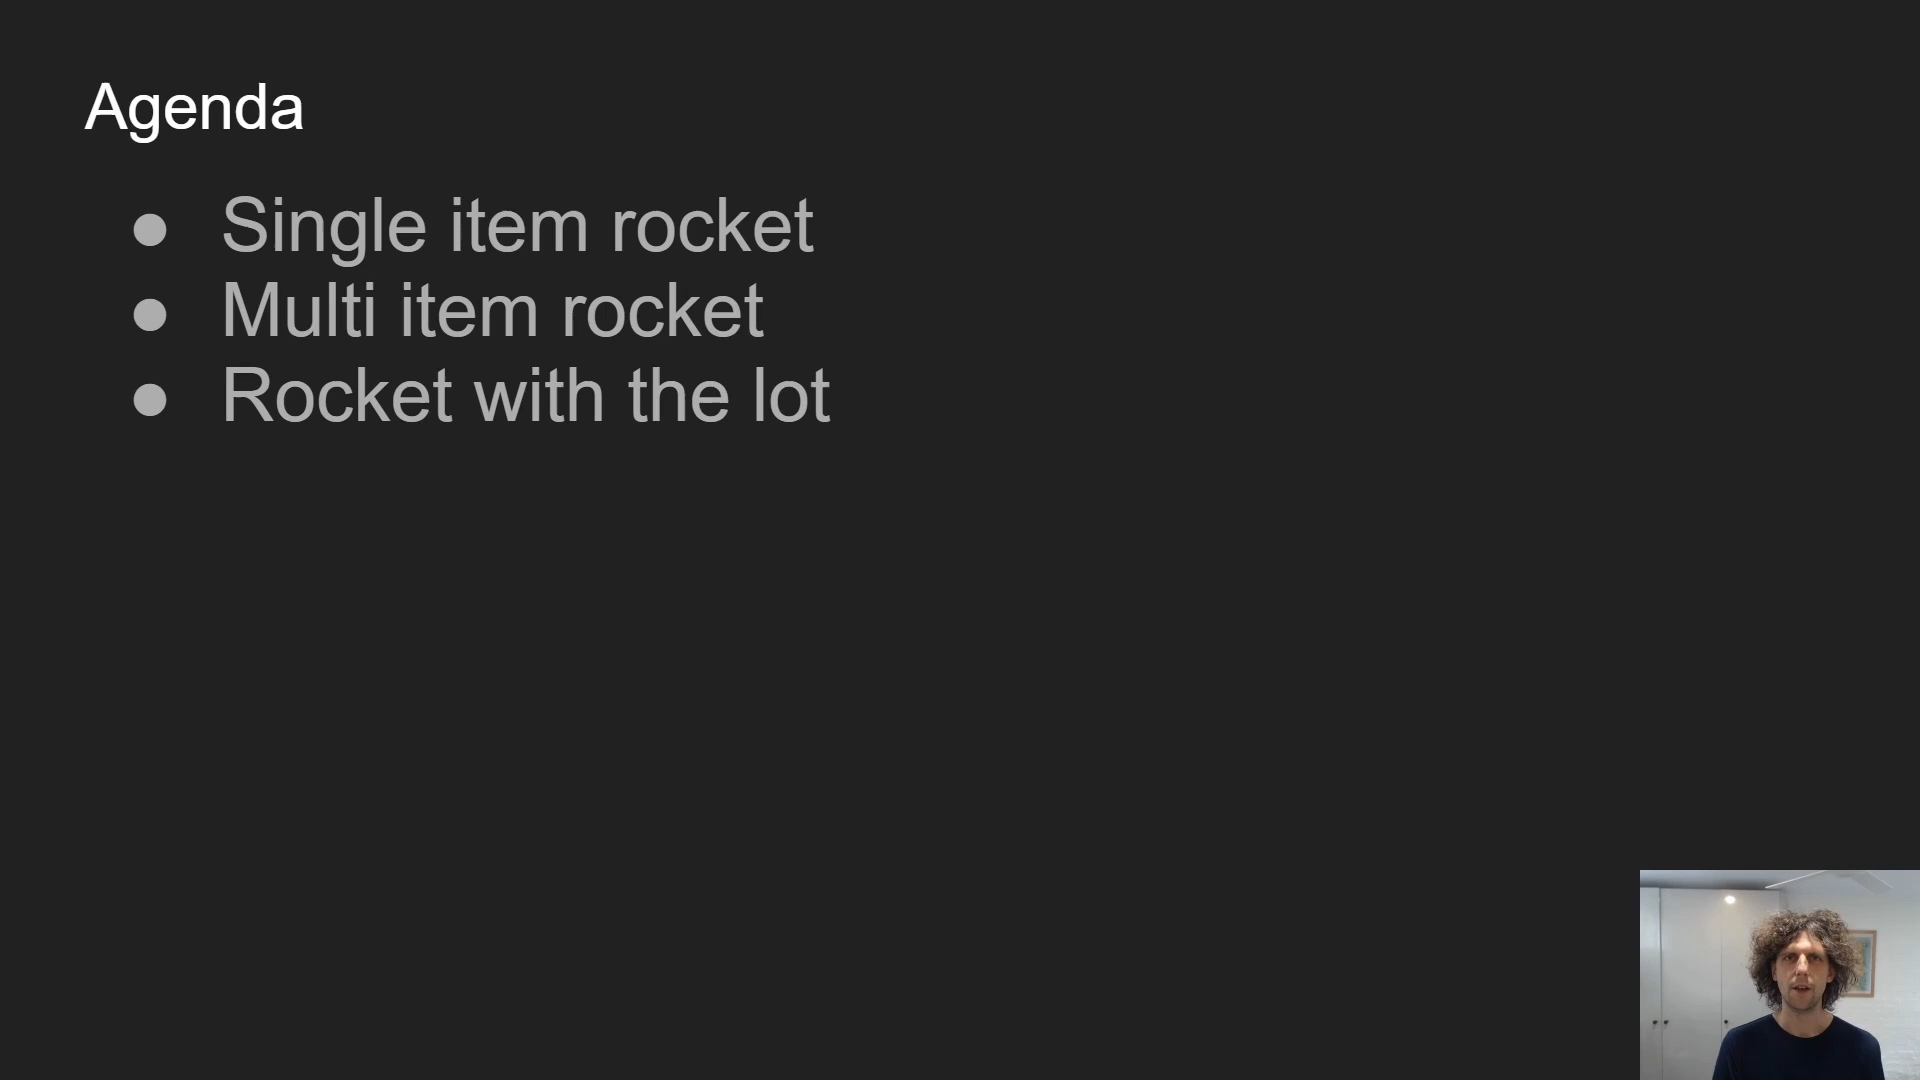 Agenda
● Single item rocket
● Multi item rocket
● Rocket with the lot